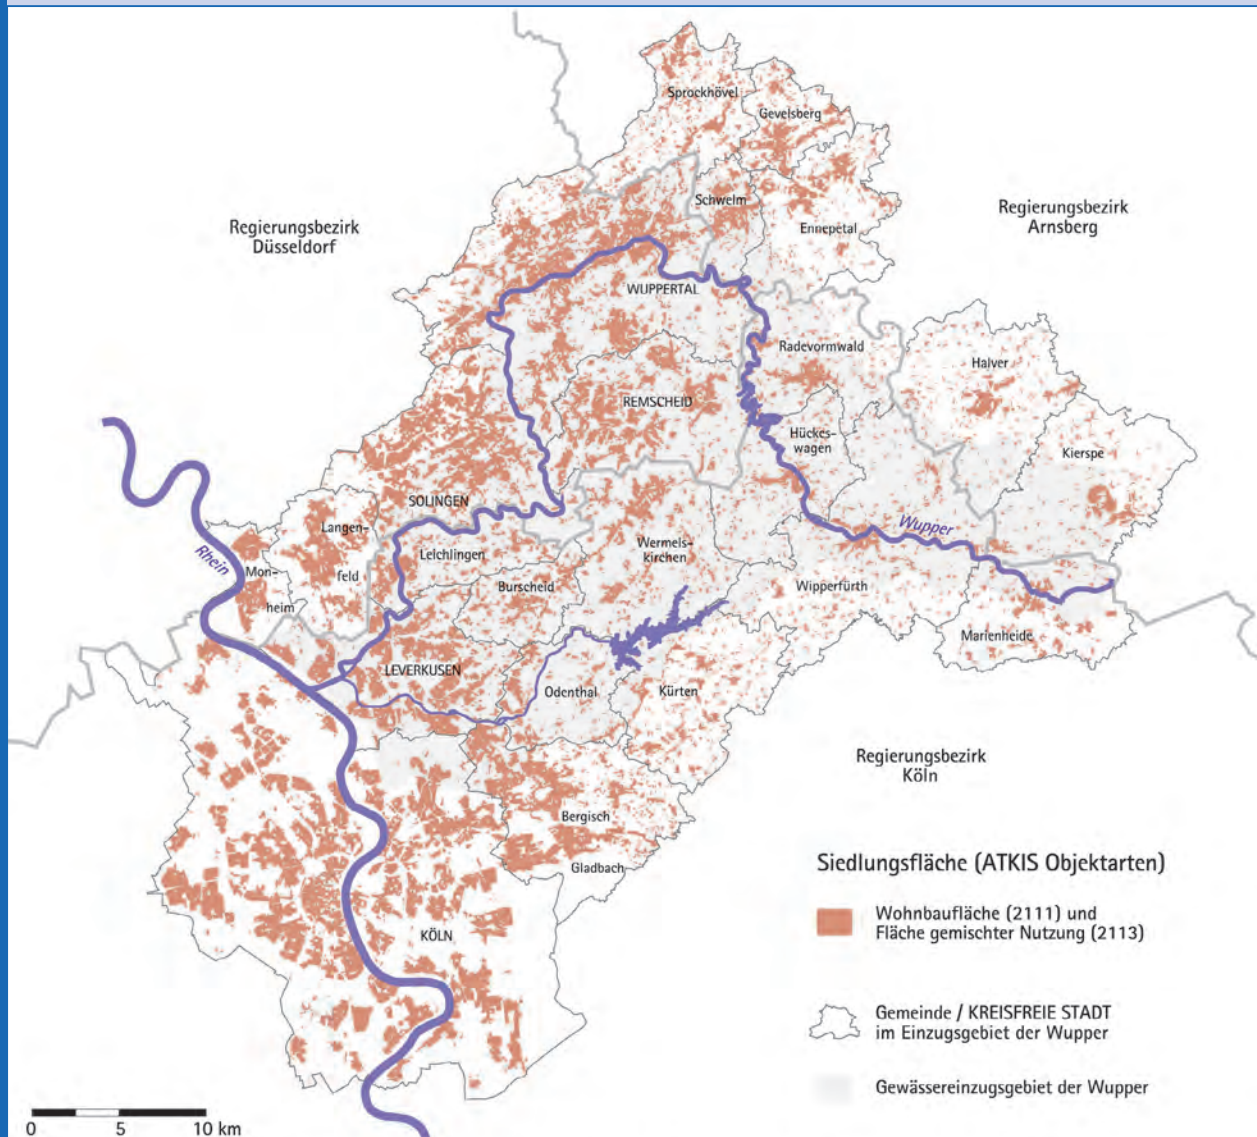 Sprockhövel
Gevelsberg
Schwelm
Ennepetal
Regierungsbezirk
Düsseldorf
Regierungsbezirk
Arnsberg
WUPPERTAL
Radevormwald
Halver
REMSCHEID
Hückes-
wagen
Kierspe
SOLINGEN
Langen-
feld
Wupper
Rhein
Mon-
heim
Leichlingen
Wermels-
kirchen
Burscheid
Wipperfürth
Marienheide
LEVERKUSEN
Odenthal
Kürten
Regierungsbezirk
Köln
Bergisch
Gladbach
KÖLN
Siedlungsfläche (ATKIS Objektarten)
Wohnbaufläche (2111) und
Fläche gemischter Nutzung (2113)
Gemeinde / KREISFREIE STADT
im Einzugsgebiet der Wupper
Gewässereinzugsgebiet der Wupper
0 5 10 km